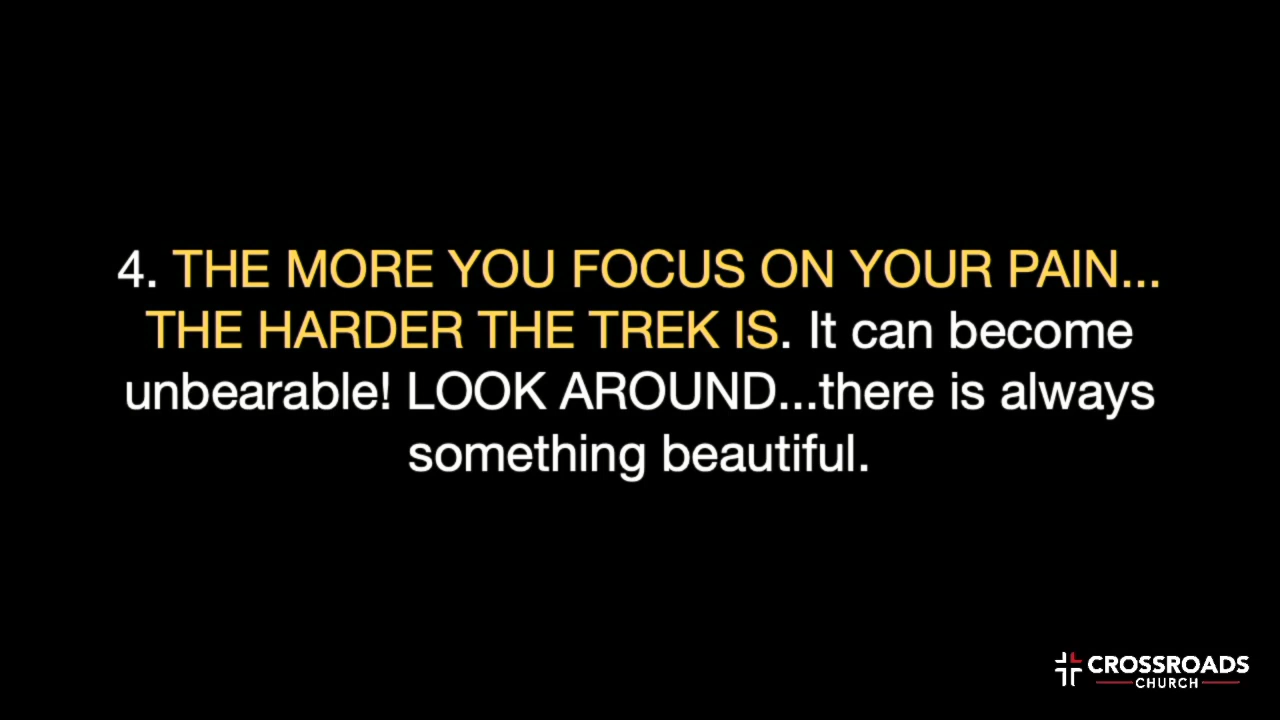 4. THE MORE YOU FOCUS ON YOUR PAIN...
THE HARDER THE TREK IS. It can become
unbearable! LOOK AROUND...there is always
something beautiful.
CROSSROADS
CHURCH